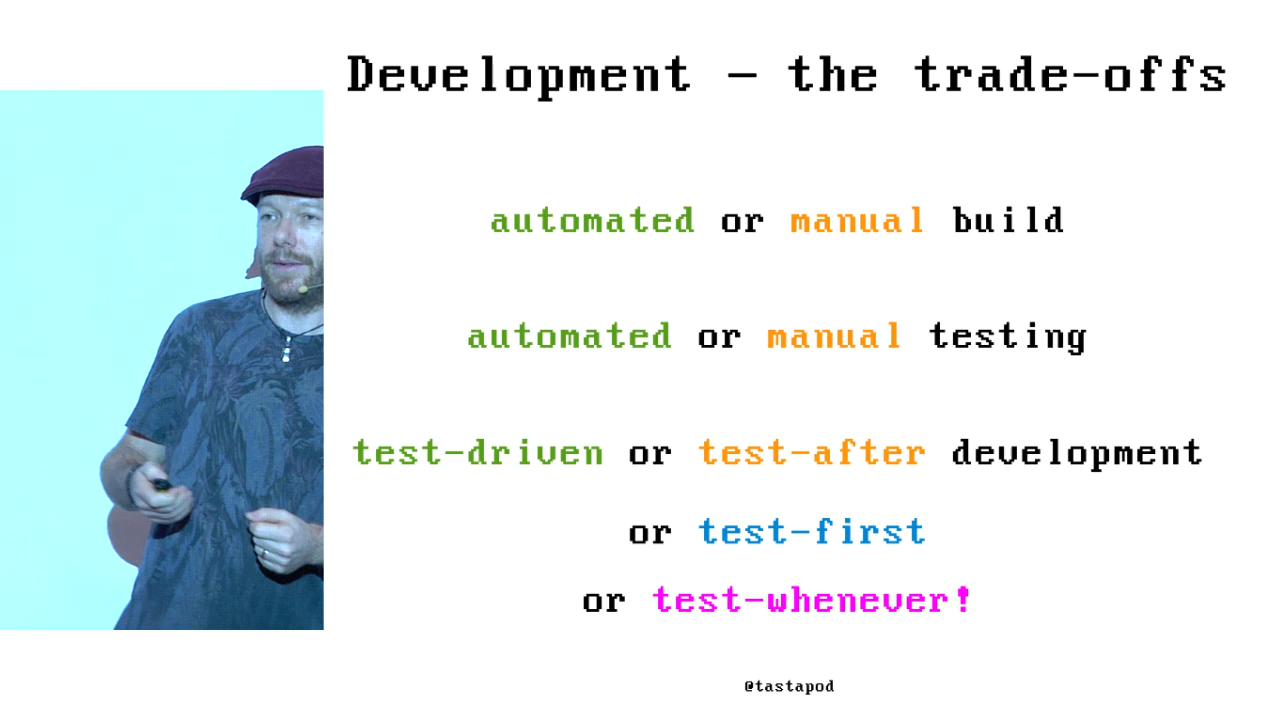 Development - the trade-offs
automated or manual build
automated or manual testing
test-driven or test-after development
or test-first
or test-whenever!
@tastapod